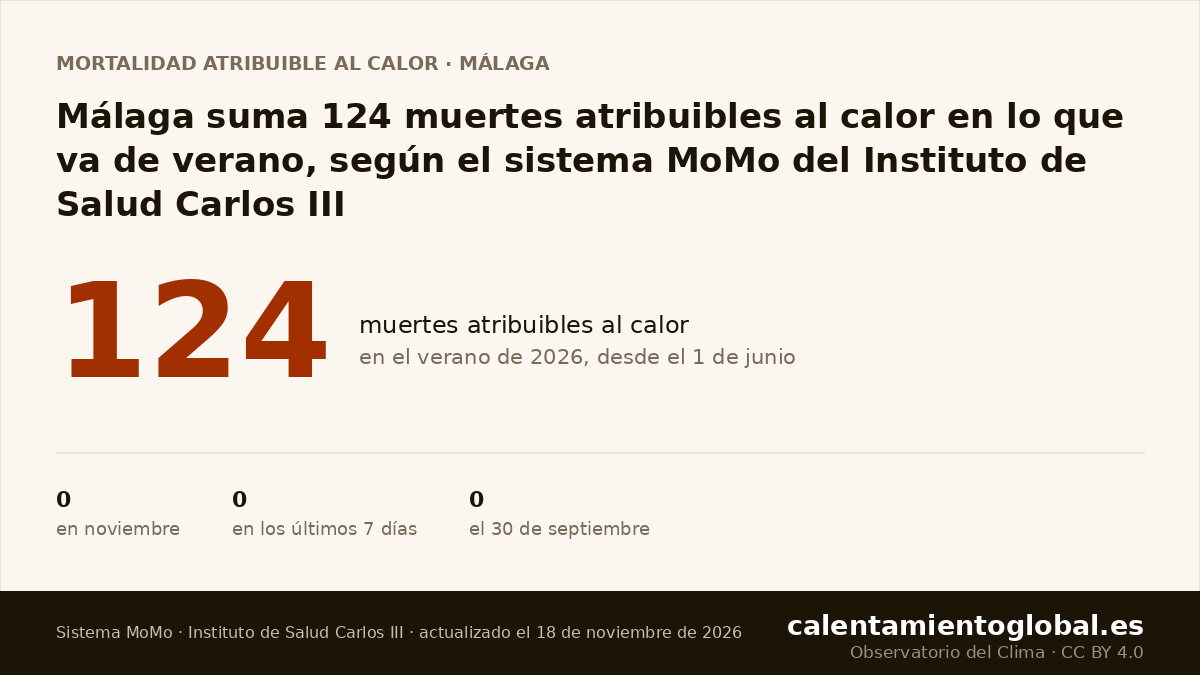 MORTALIDAD ATRIBUIBLE AL CALOR · MÁLAGA
Málaga suma 124 muertes atribuibles al calor en lo que
va de verano, según el sistema MoMo del Instituto de
Salud Carlos III
124
muertes atribuibles al calor
en el verano de 2026, desde el 1 de junio
0
en noviembre
0
en los últimos 7 días
0
el 30 de septiembre
Sistema MoMo · Instituto de Salud Carlos III · actualizado el 18 de noviembre de 2026
calentamientoglobal.es
Observatorio del Clima · CC BY 4.0